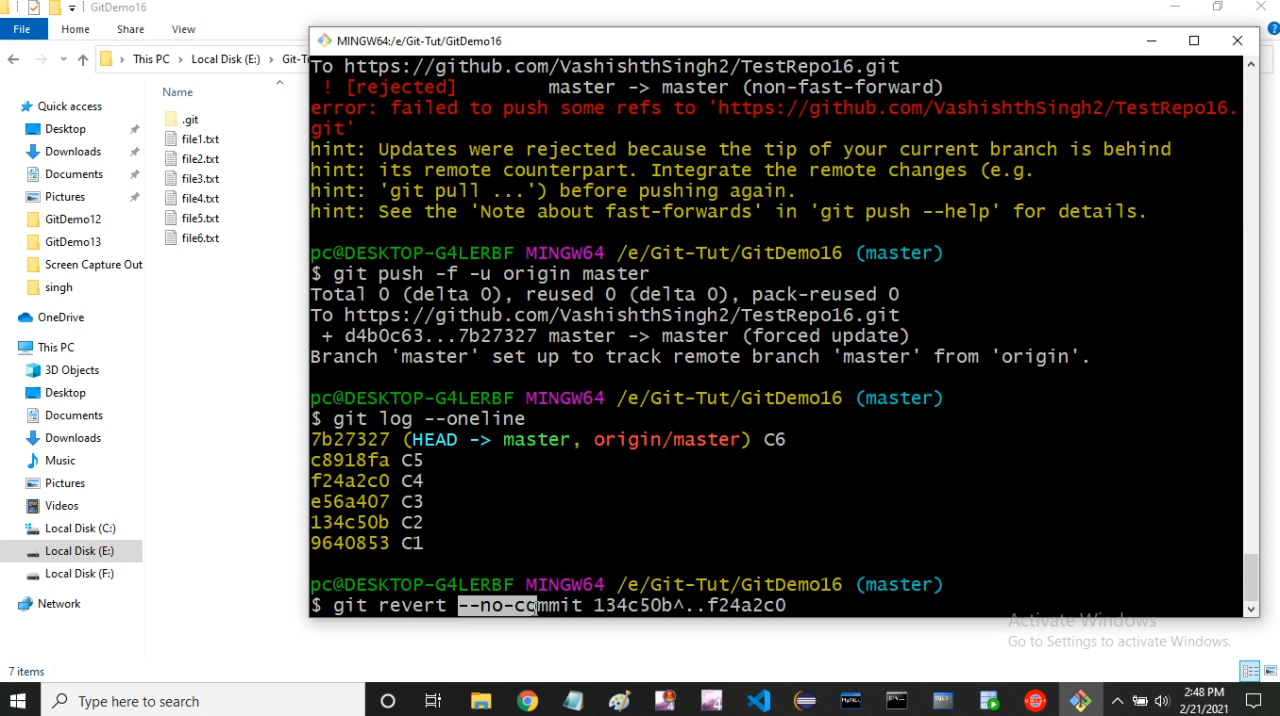 GitDemo16
File
Home
Share
View
This PC
Local Disk (E:)
Git-T
Quick access
Desktop
Downloads
Documents
Pictures
GitDemo12
GitDemo13
Screen Capture Out
singh
OneDrive
This PC
3D Objects
Desktop
Documents
Downloads
Music
Pictures
Videos
Local Disk (C:)
Local Disk (E:)
Local Disk (F:)
Network
Name
.git
file1.txt
file2.txt
file3.txt
file4.txt
file5.txt
file6.txt
7 items
MINGW64:/e/Git-Tut/GitDemo16
To https://github.com/VashishthSingh2/TestRepo16.git
! [rejected] master -> master (non-fast-forward)
error: failed to push some refs to 'https://github.com/VashishthSingh2/TestRepo16.
git'
hint: Updates were rejected because the tip of your current branch is behind
hint: its remote counterpart. Integrate the remote changes (e.g.
hint: 'git pull ...') before pushing again.
hint: See the 'Note about fast-forwards' in 'git push --help' for details.
pc@DESKTOP-G4LERBF MINGW64 /e/Git-Tut/GitDemo16 (master)
$ git push -f -u origin master
Total 0 (delta 0), reused 0 (delta 0), pack-reused 0
To https://github.com/VashishthSingh2/TestRepo16.git
+ d4b0c63...7b27327 master -> master (forced update)
Branch 'master' set up to track remote branch 'master' from 'origin'.
pc@DESKTOP-G4LERBF MINGW64 /e/Git-Tut/GitDemo16 (master)
$ git log --oneline
7b27327 (HEAD -> master, origin/master) C6
c8918fa C5
f24a2c0 C4
e56a407 C3
134c50b C2
9640853 C1
pc@DESKTOP-G4LERBF MINGW64 /e/Git-Tut/GitDemo16 (master)
$ git revert --no-commit 134c50b^..f24a2c0
Activate Windows
Go to Settings to activate Windows.
Type here to search
2:48 PM
2/21/2021